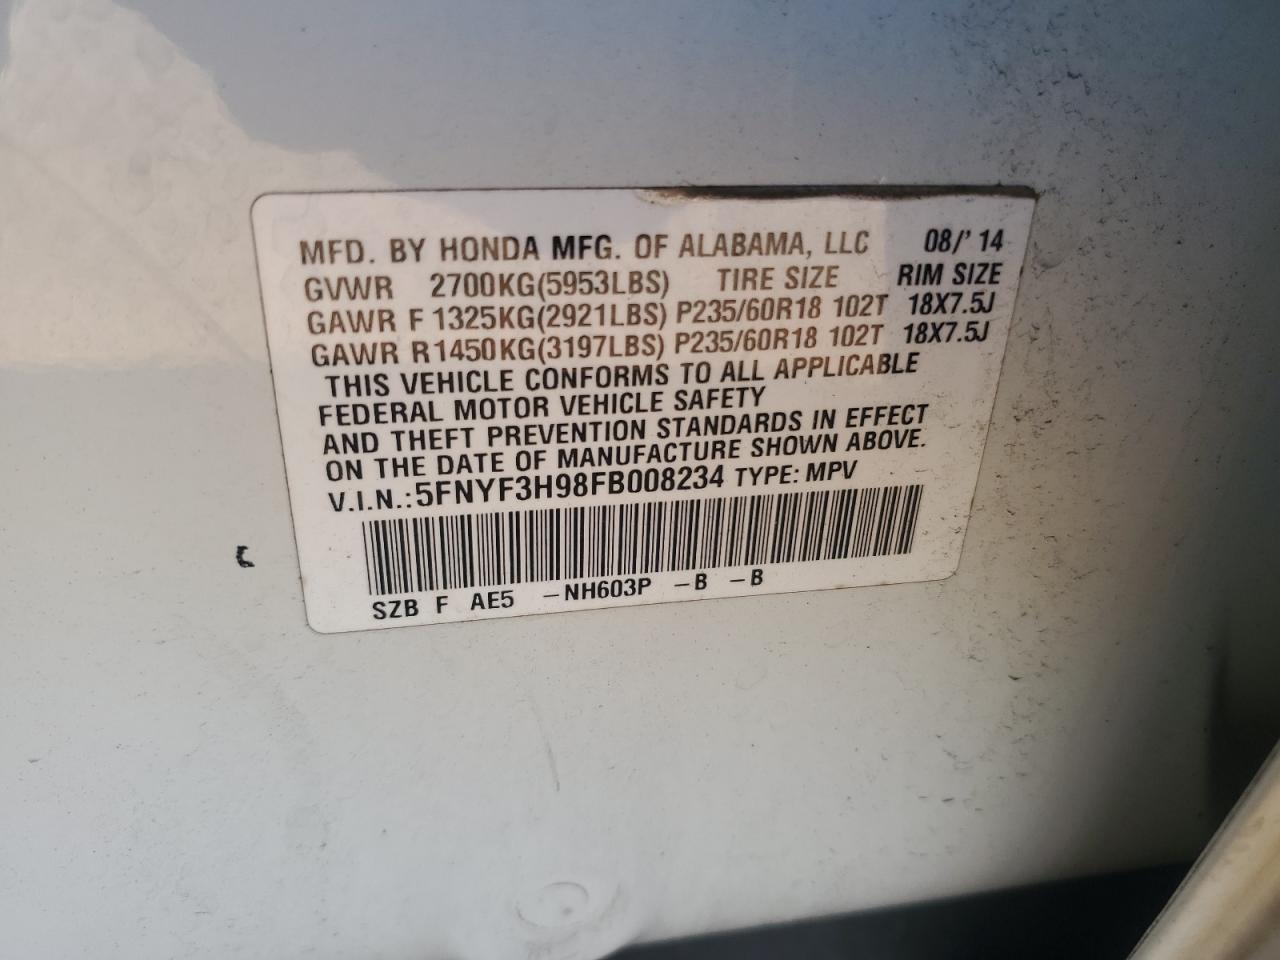 MFD. BY HONDA MFG. OF ALABAMA, LLC 08/'14
GVWR 2700KG(5953LBS) TIRE SIZE RIM SIZE
GAWR F 1325KG(2921LBS) P235/60R18 102T 18X7.5J
GAWR R1450KG(3197LBS) P235/60R18 102T 18X7.5J
THIS VEHICLE CONFORMS TO ALL APPLICABLE
FEDERAL MOTOR VEHICLE SAFETY
AND THEFT PREVENTION STANDARDS IN EFFECT
ON THE DATE OF MANUFACTURE SHOWN ABOVE.
V.I.N.:5FNYF3H98FB008234 TYPE: MPV
SZB F AE5 -NH603P -B -B